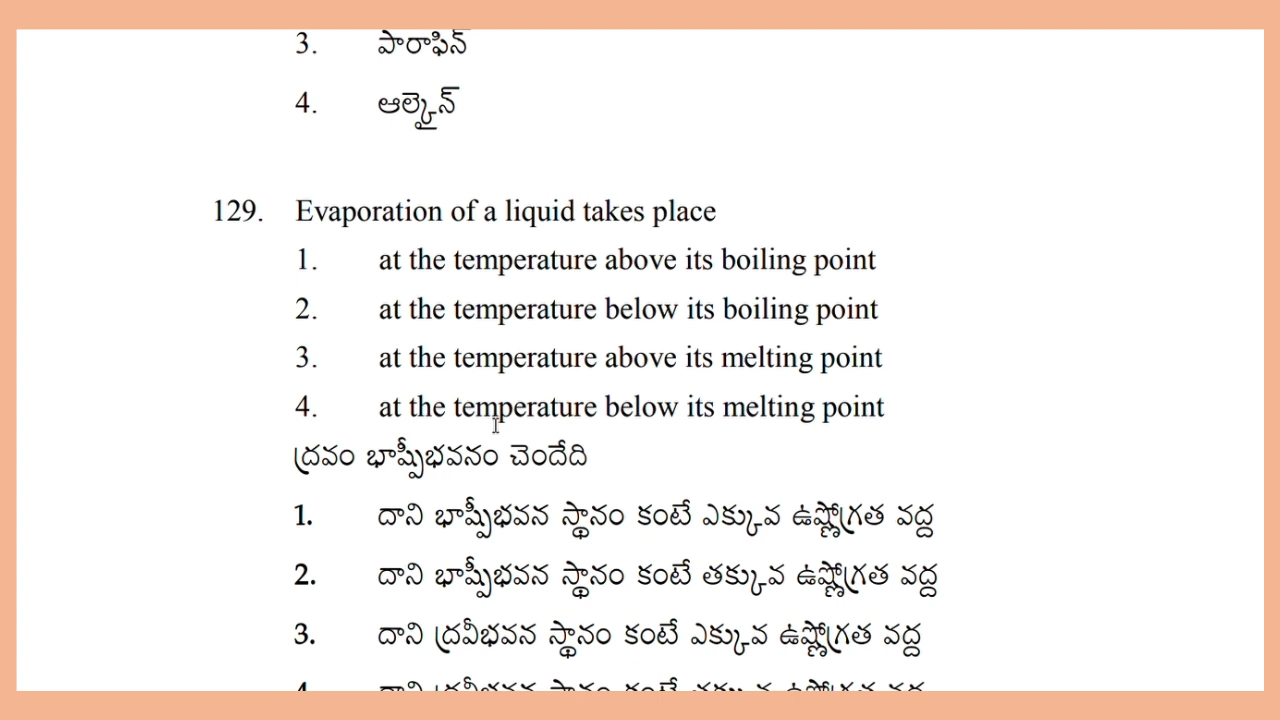 3. పారాఫిన్
4. ఆల్కైన్
129. Evaporation of a liquid takes place
1. at the temperature above its boiling point
2. at the temperature below its boiling point
3. at the temperature above its melting point
4. at the temperature below its melting point
ద్రవం భాష్పీభవనం చెందేది
1. దాని భాష్పీభవన స్థానం కంటే ఎక్కువ ఉష్ణోగ్రత వద్ద
2. దాని భాష్పీభవన స్థానం కంటే తక్కువ ఉష్ణోగ్రత వద్ద
3. దాని ద్రవీభవన స్థానం కంటే ఎక్కువ ఉష్ణోగ్రత వద్ద